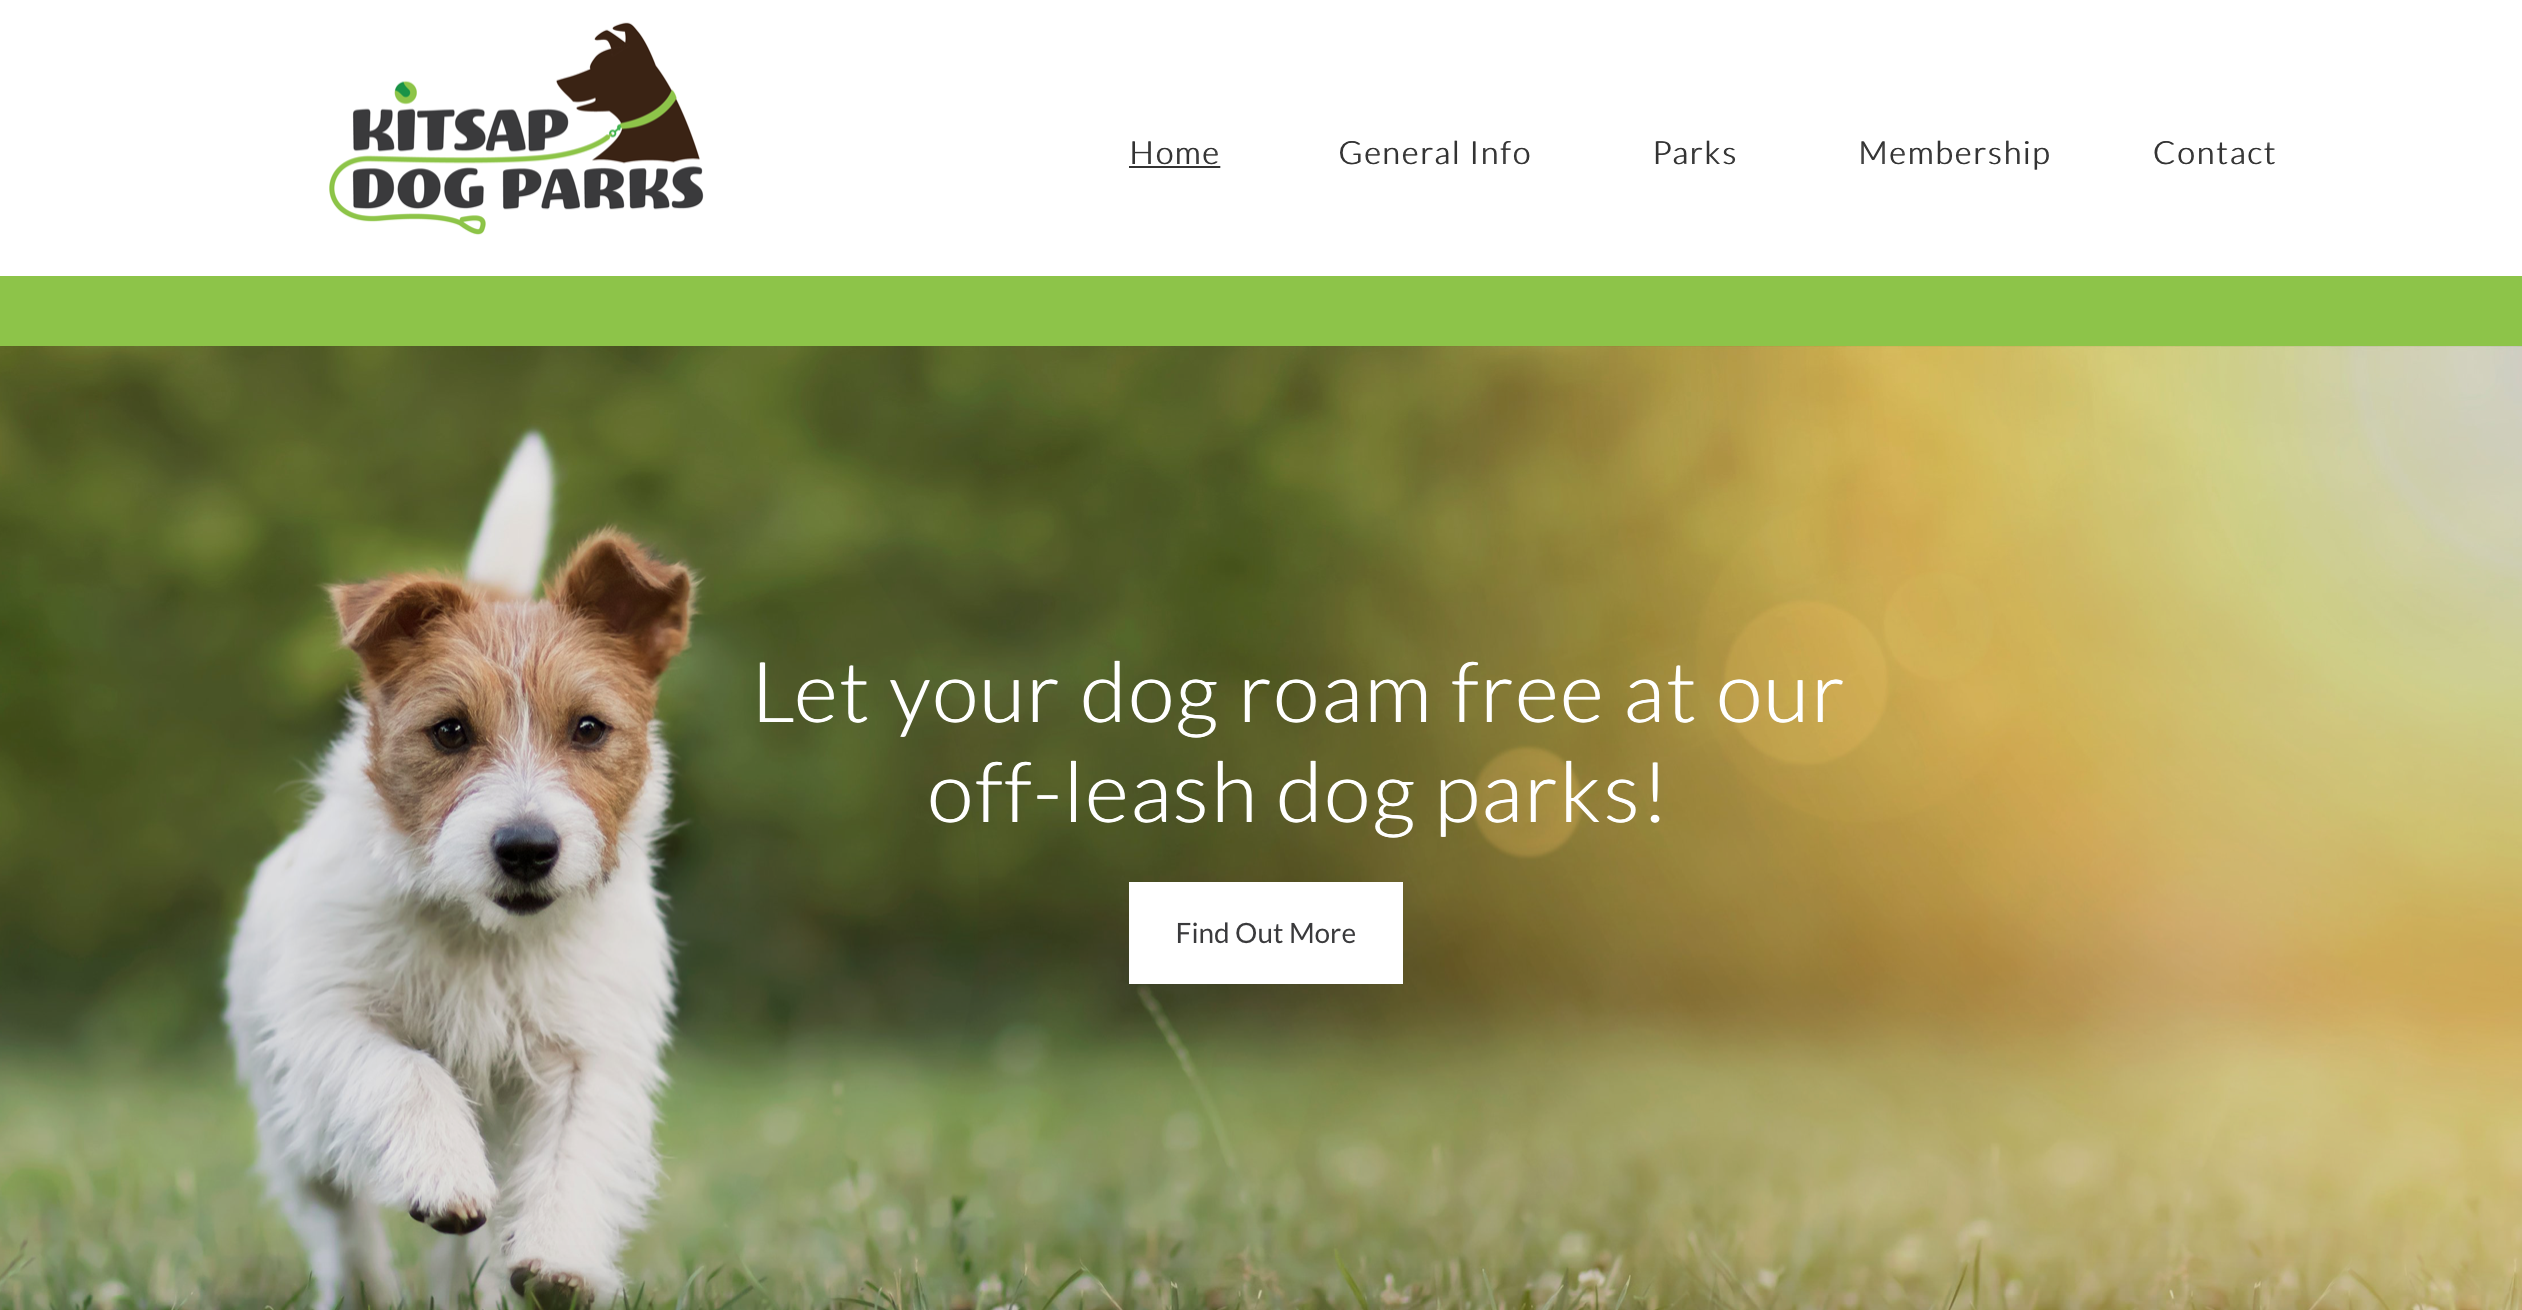 KITSAP
DOG PARKS
Home General Info Parks Membership Contact
Let your dog roam free at our
off-leash dog parks!
Find Out More